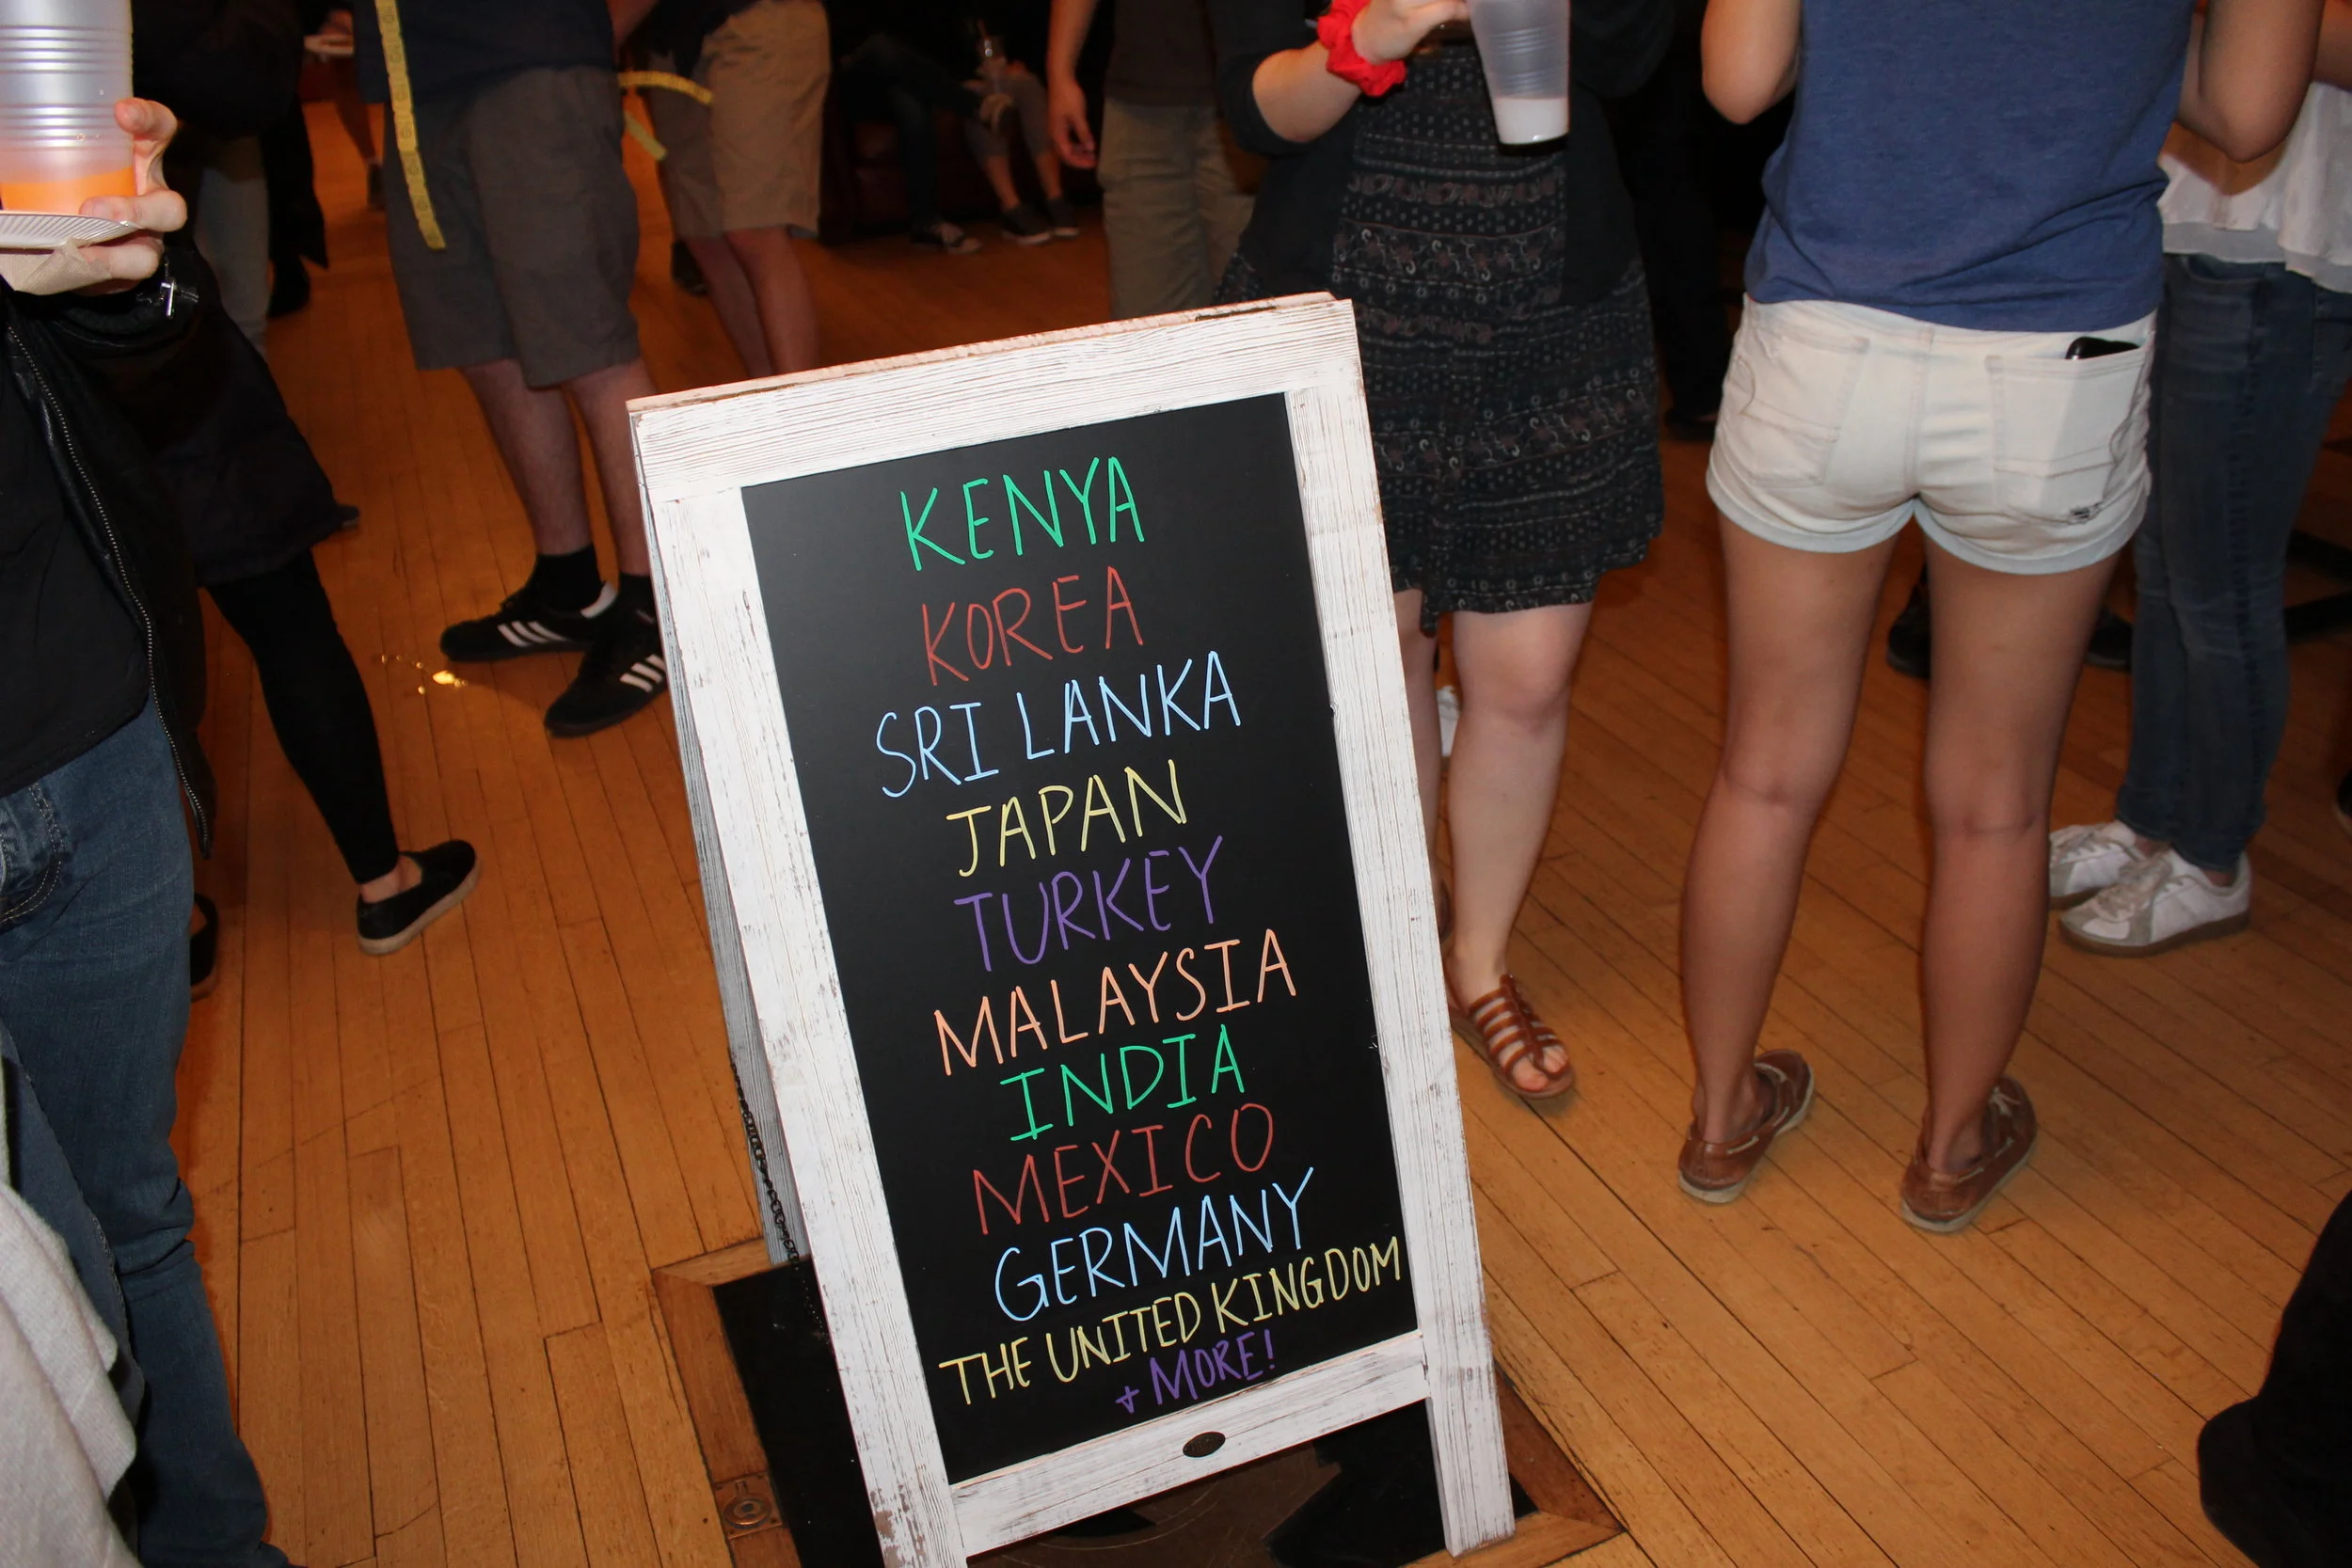 KENYA
KOREA
SRI LANKA
JAPAN
TURKEY
MALAYSIA
INDIA
MEXICO
GERMANY
THE UNITED KINGDOM
+ MORE!